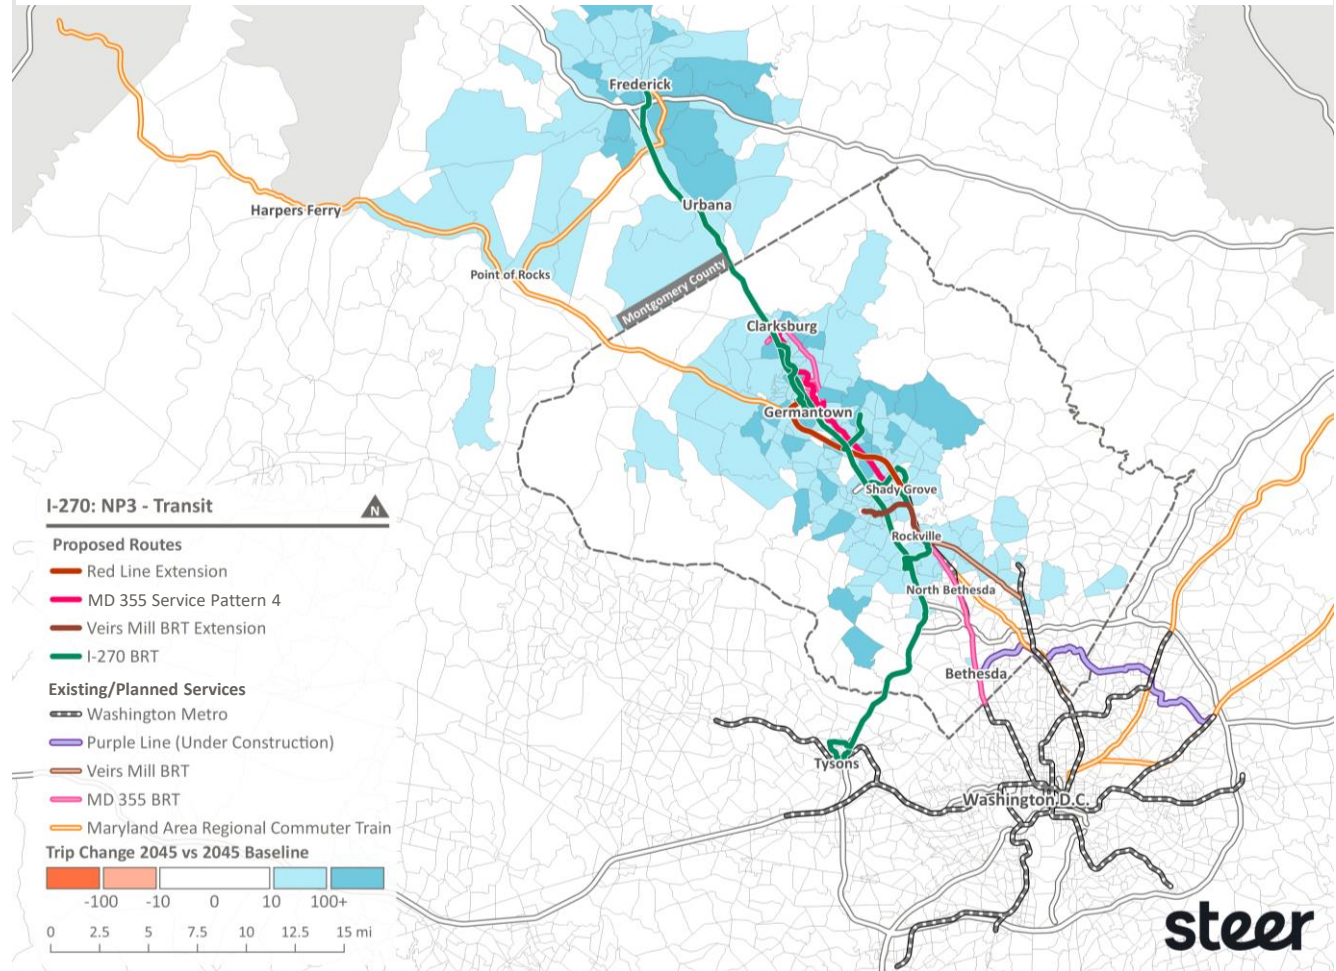 Frederick
Harpers Ferry
Urbana
Point of Rocks
Montgomery County
Clarksburg
Germantown
Shady Grove
Rockville
North Bethesda
Bethesda
Tysons
Washington D.C.
I-270: NP3 - Transit
N
Proposed Routes
Red Line Extension
MD 355 Service Pattern 4
Veirs Mill BRT Extension
I-270 BRT
Existing/Planned Services
Washington Metro
Purple Line (Under Construction)
Veirs Mill BRT
MD 355 BRT
Maryland Area Regional Commuter Train
Trip Change 2045 vs 2045 Baseline
-100 -10 0 10 100+
0 2.5 5 7.5 10 12.5 15 mi
steer